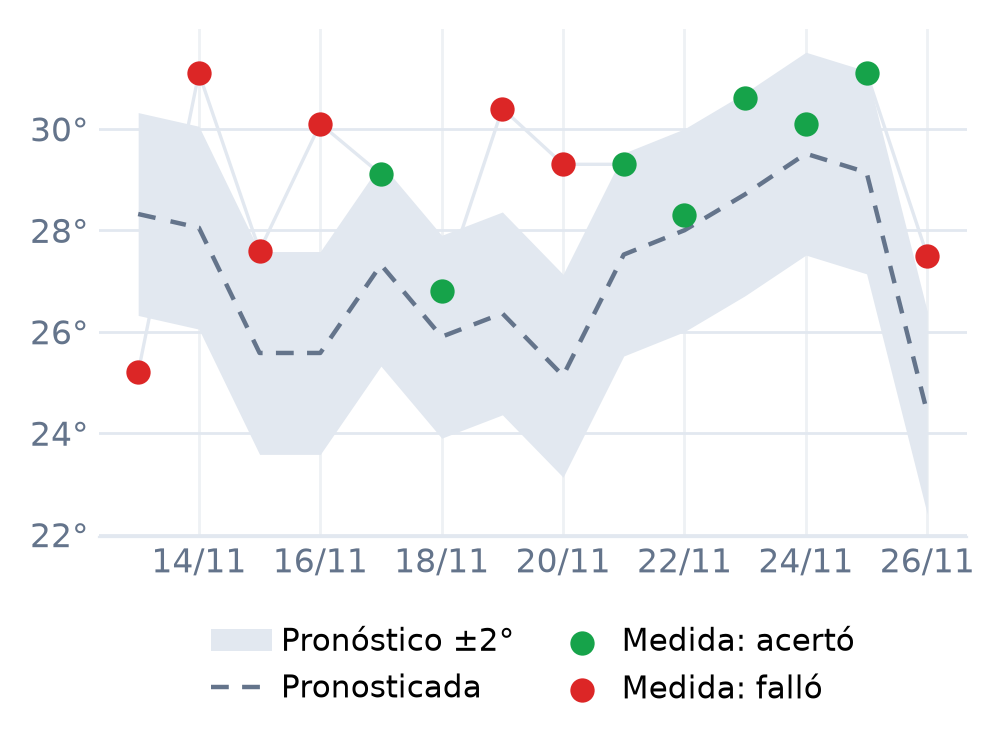 30°
28°
26°
24°
22°
14/11 16/11 18/11 20/11 22/11 24/11 26/11
Pronóstico ±2°
Medida: acertó
Pronosticada
Medida: falló